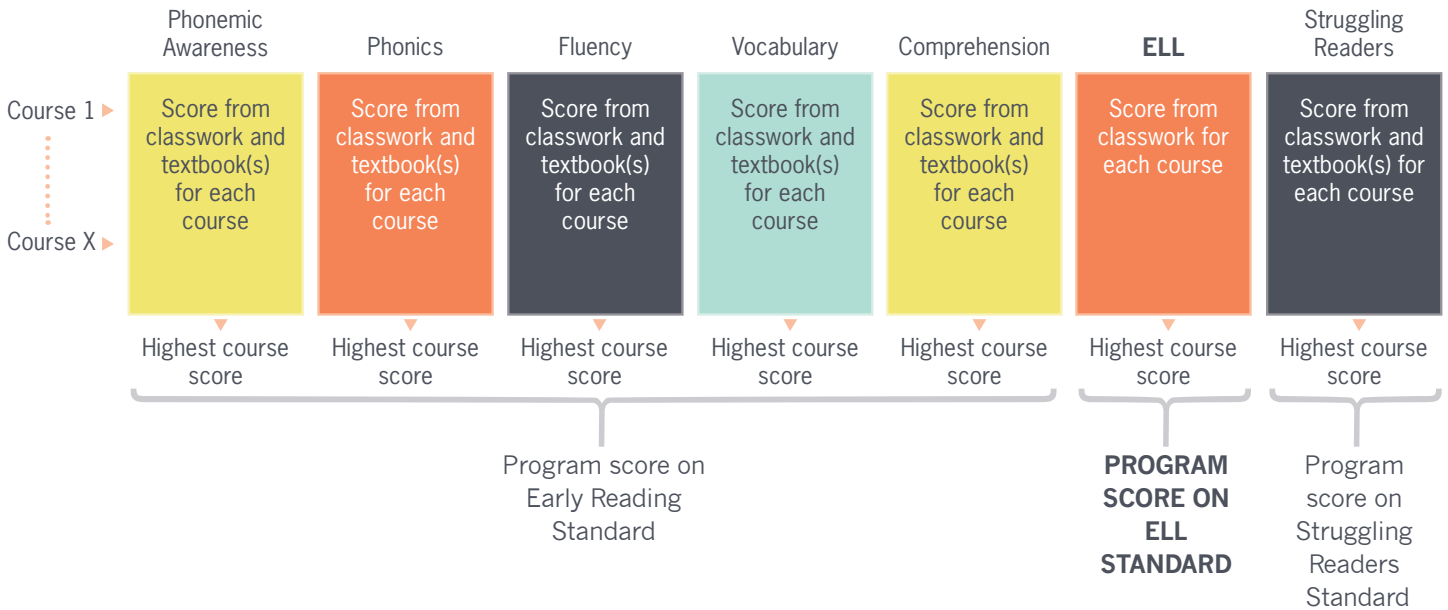 Phonemic
Awareness
Phonics
Fluency
Vocabulary
Comprehension
ELL
Struggling
Readers
Course 1
Course X
Score from
classwork and
textbook(s)
for each
course
Score from
classwork and
textbook(s)
for each
course
Score from
classwork and
textbook(s)
for each
course
Score from
classwork and
textbook(s)
for each
course
Score from
classwork and
textbook(s)
for each
course
Score from
classwork for
each course
Score from
classwork and
textbook(s) for
each course
Highest course
score
Highest course
score
Highest course
score
Highest course
score
Highest course
score
Highest course
score
Highest course
score
Program score on
Early Reading
Standard
PROGRAM
SCORE ON
ELL
STANDARD
Program
score on
Struggling
Readers
Standard